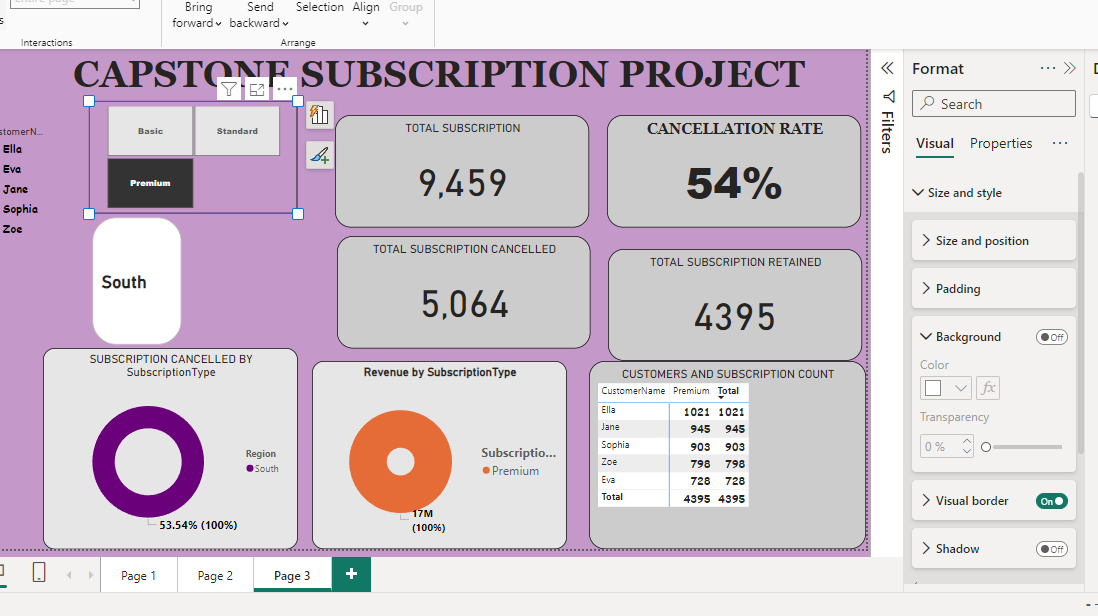 Entire page
Bring
forward
Send
backward
Selection
Align
Group
Interactions
Arrange
CAPSTONE SUBSCRIPTION PROJECT
stomerN...
Ella
Eva
Jane
Sophia
Zoe
Basic
Standard
Premium
South
TOTAL SUBSCRIPTION
9,459
CANCELLATION RATE
54%
TOTAL SUBSCRIPTION CANCELLED
5,064
TOTAL SUBSCRIPTION RETAINED
4395
SUBSCRIPTION CANCELLED BY
SubscriptionType
Region
South
53.54% (100%)
Revenue by SubscriptionType
Subscriptio...
Premium
17M
(100%)
CUSTOMERS AND SUBSCRIPTION COUNT
CustomerName Premium Total
Ella 1021 1021
Jane 945 945
Sophia 903 903
Zoe 798 798
Eva 728 728
Total 4395 4395
Filters
Format
Search
Visual Properties
Size and style
Size and position
Padding
Background Off
Color
fx
Transparency
0 %
Visual border On
Shadow Off
Page 1
Page 2
Page 3